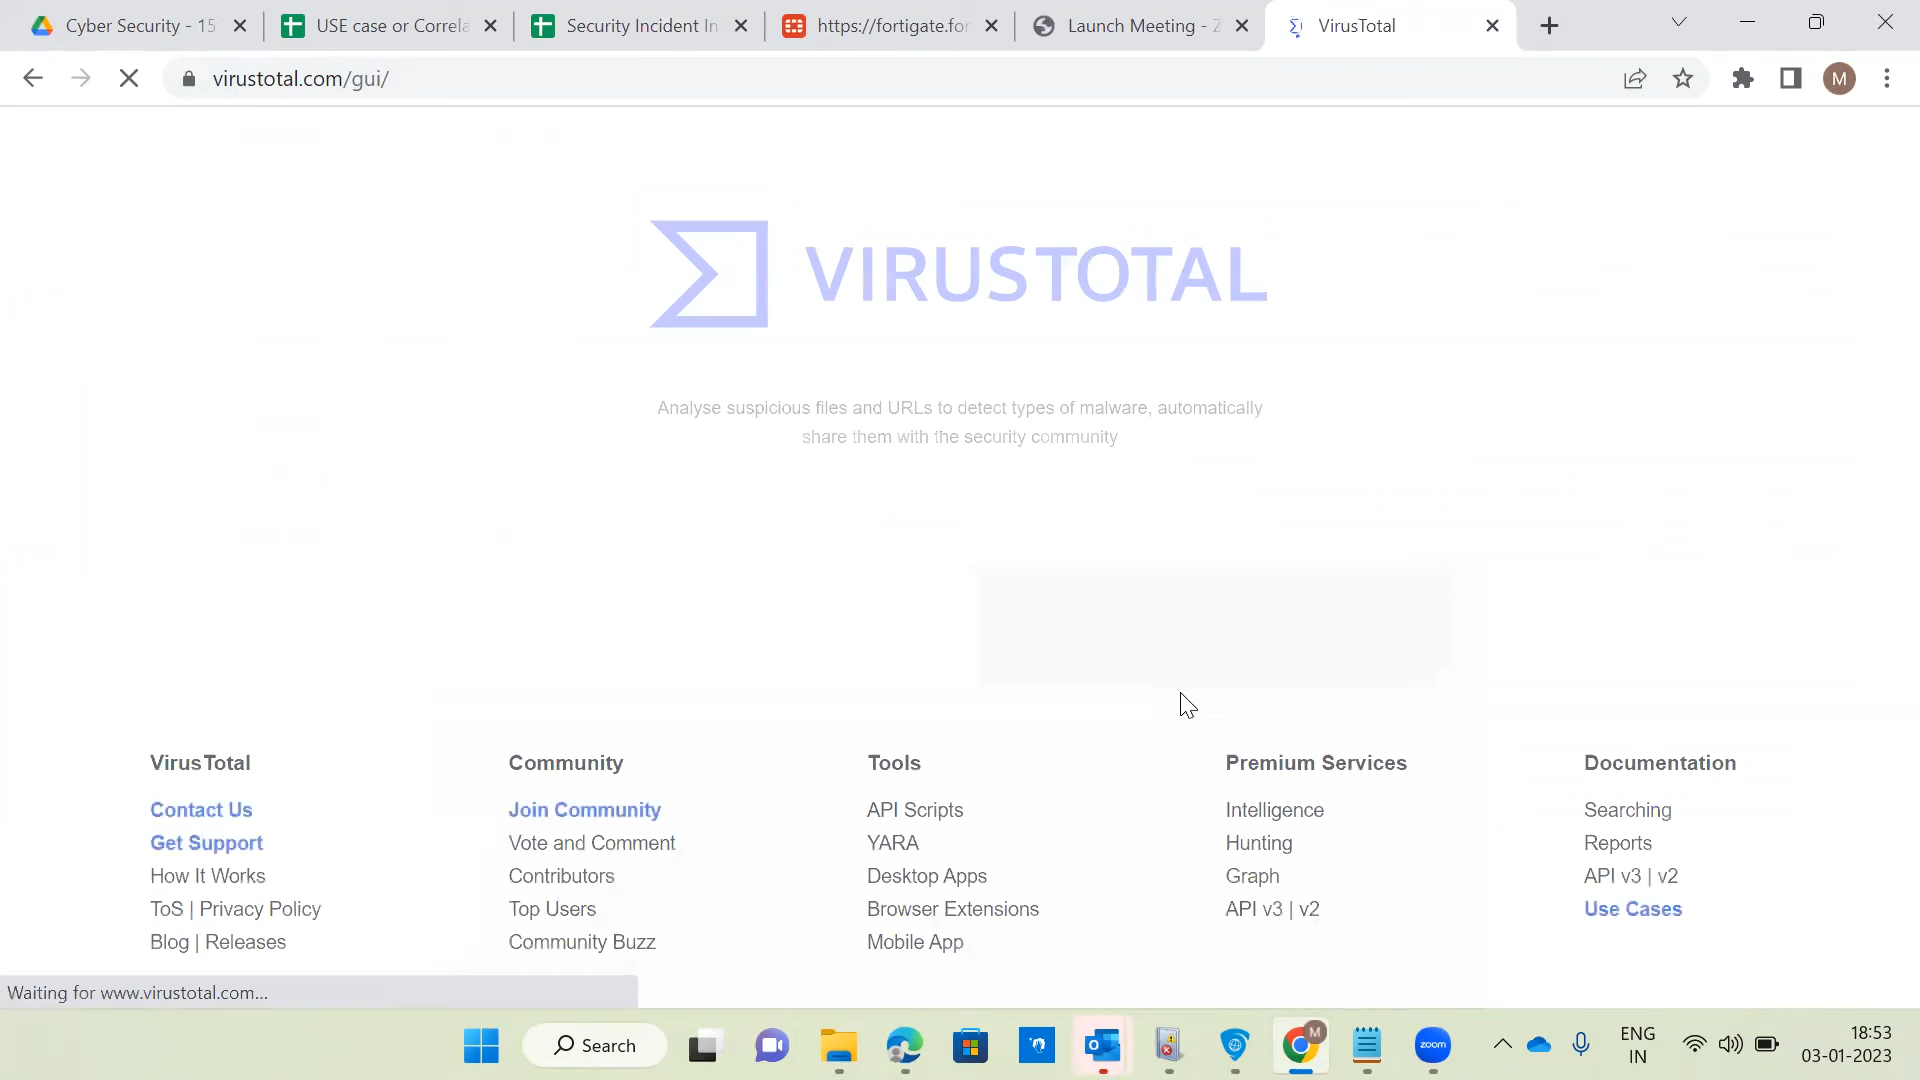 Cyber Security - 15
USE case or Correla
Security Incident In
https://fortigate.for
Launch Meeting - Z
VirusTotal
virustotal.com/gui/
M
VIRUSTOTAL
Analyse suspicious files and URLs to detect types of malware, automatically
share them with the security community
VirusTotal
Contact Us
Get Support
How It Works
ToS | Privacy Policy
Blog | Releases
Community
Join Community
Vote and Comment
Contributors
Top Users
Community Buzz
Tools
API Scripts
YARA
Desktop Apps
Browser Extensions
Mobile App
Premium Services
Intelligence
Hunting
Graph
API v3 | v2
Documentation
Searching
Reports
API v3 | v2
Use Cases
Waiting for www.virustotal.com...
Search
M
zoom
ENG
IN
18:53
03-01-2023